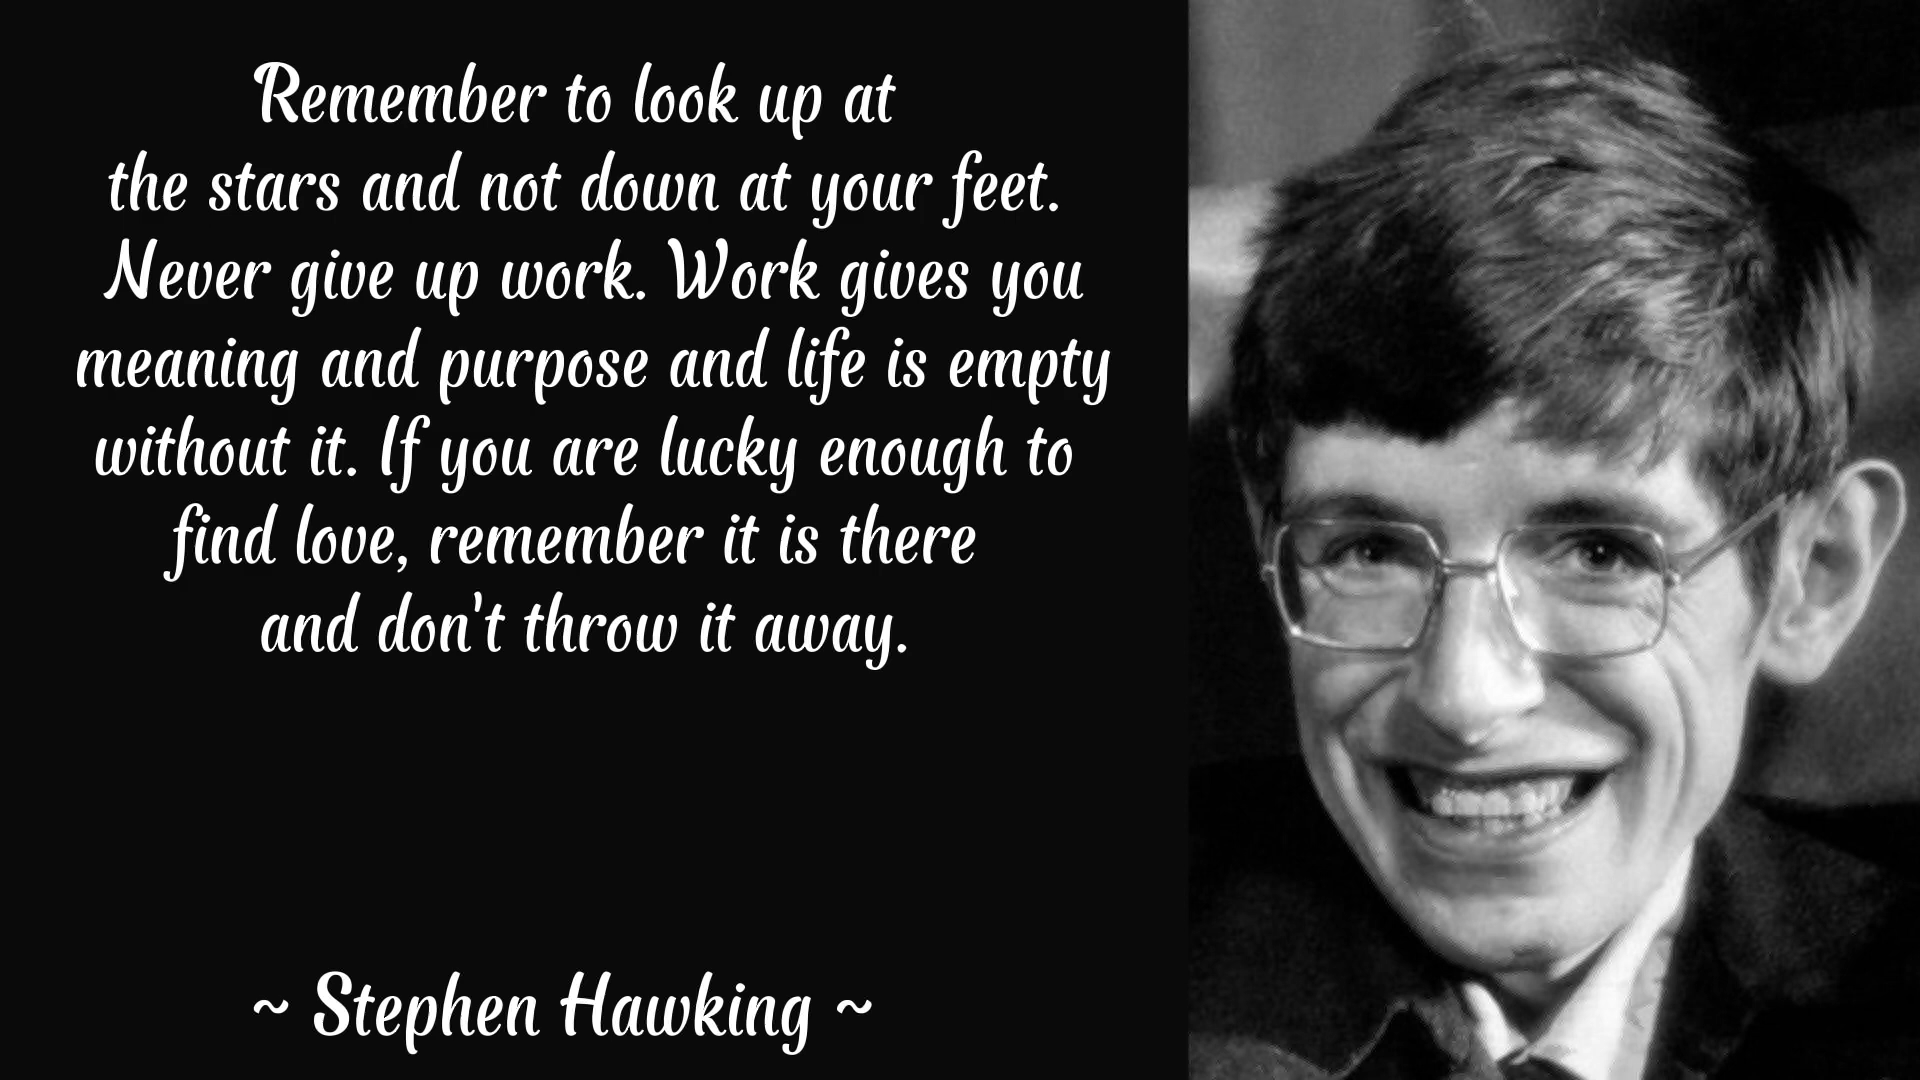 Remember to look up at
the stars and not down at your feet.
Never give up work. Work gives you
meaning and purpose and life is empty
without it. If you are lucky enough to
find love, remember it is there
and don't throw it away.
~ Stephen Hawking ~